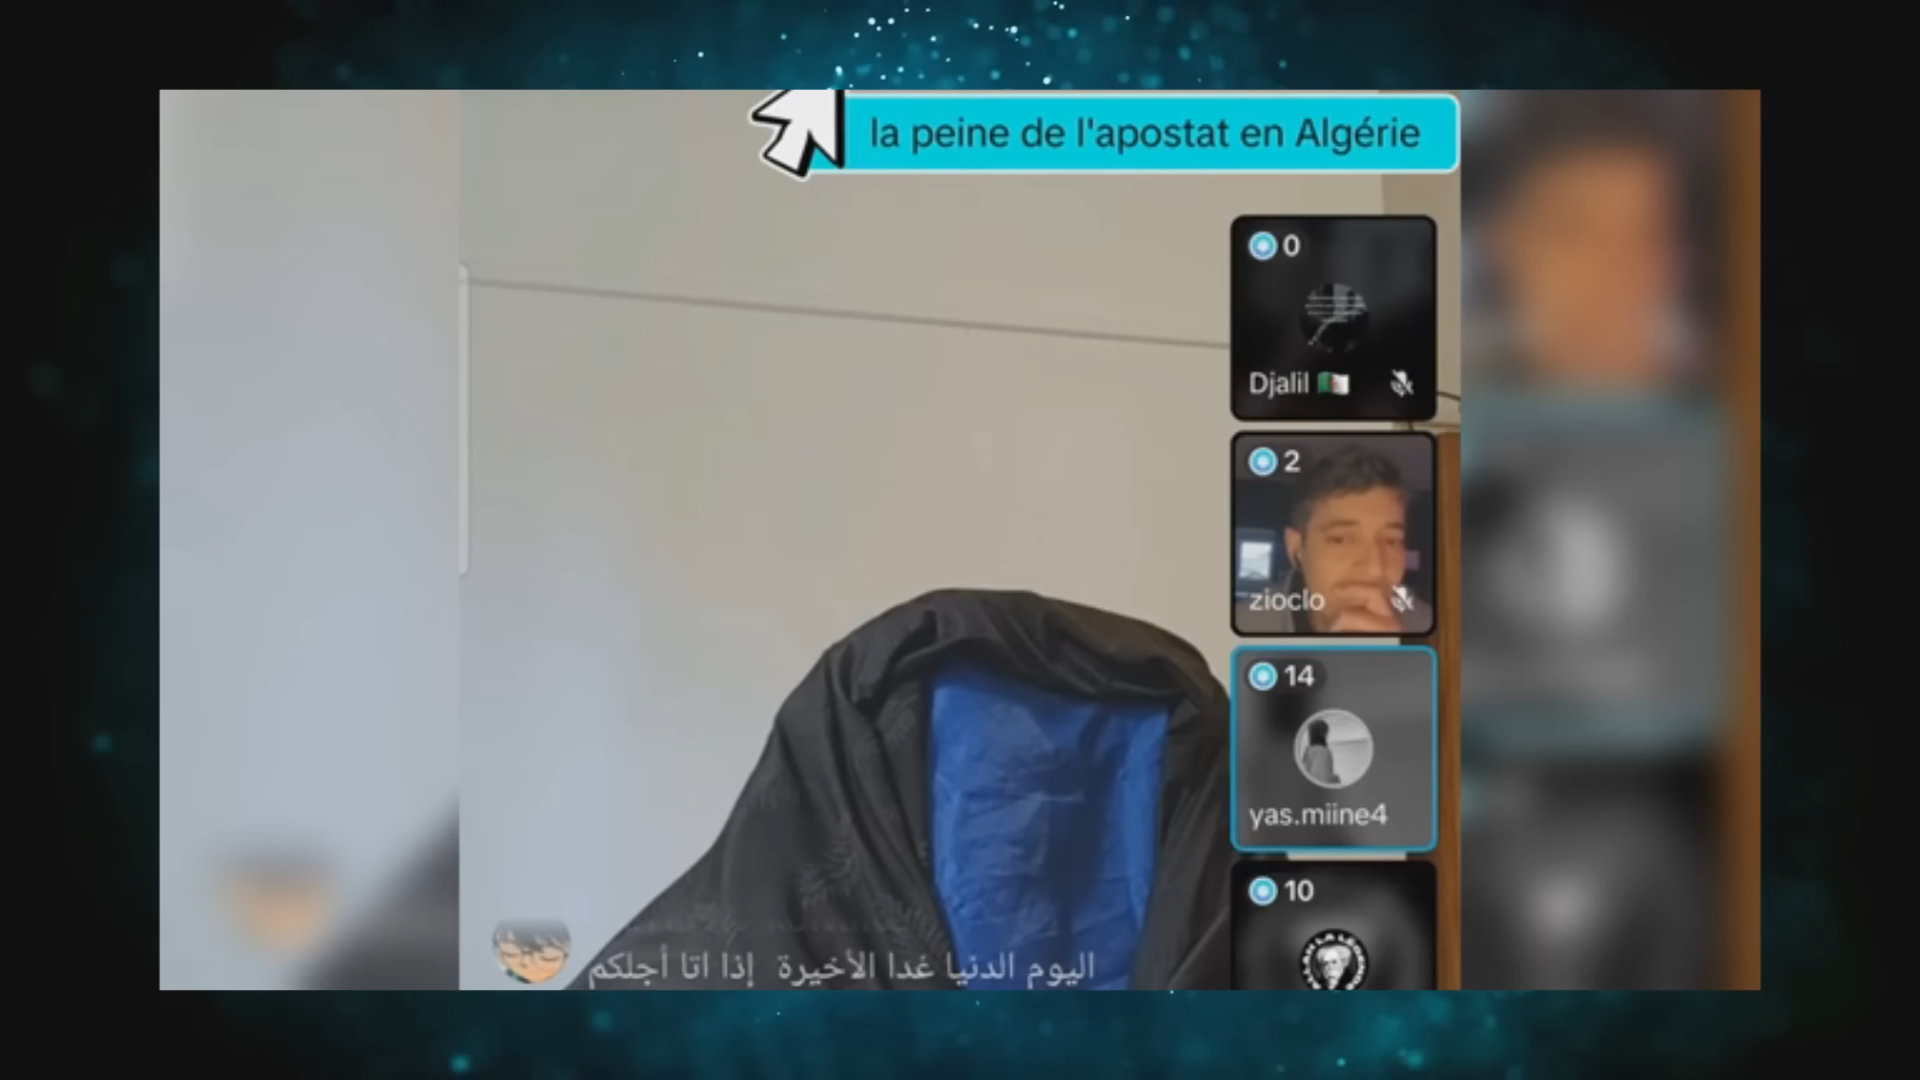 la peine de l'apostat en Algérie
0
Djalil 🇩🇿
2
zioclo
14
yas.miine4
10
اليوم الدنيا غدا الأخيرة إذا اتا أجلكم